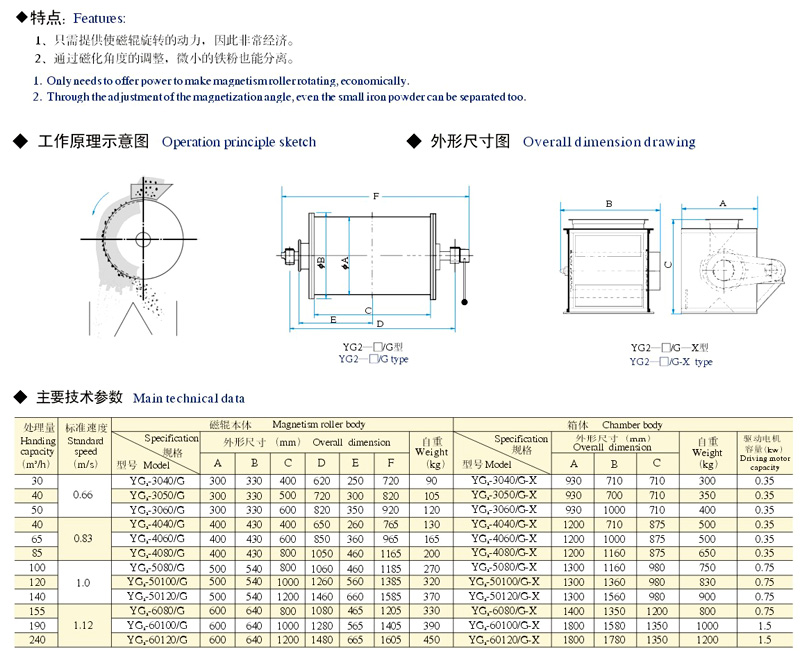 ◆特点: Features:
1、只需提供使磁辊旋转的动力，因此非常经济。
2、通过磁化角度的调整，微小的铁粉也能分离。
1. Only needs to offer power to make magnetism roller rotating, economically.
2. Through the adjustment of the magnetization angle, even the small iron powder can be separated too.
◆ 工作原理示意图 Operation principle sketch
◆ 外形尺寸图 Overall dimension drawing
F
φB
φA
C
E
D
YG2—□/G型
YG2—□/G type
B
A
C
YG2—□/G—X型
YG2—□/G-X type
◆ 主要技术参数 Main technical data
处理量 Handing capacity (m³/h) 标准速度 Standard speed (m/s) 磁辊本体 Magnetism roller body 箱体 Chamber body
Specification 规格 型号 Model 外形尺寸 (mm) Overall dimension 自重 Weight (kg) Specification 规格 型号 Model 外形尺寸 (mm) Overall dimension 自重 Weight (kg) 驱动电机 容量(kw) Driving motor capacity
A B C D E F A B C
30 0.66 YG₂-3040/G 300 330 400 620 250 720 90 YG₂-3040/G-X 930 710 710 300 0.35
40 YG₂-3050/G 300 330 500 720 300 820 105 YG₂-3050/G-X 930 700 710 350 0.35
50 YG₂-3060/G 300 330 600 820 350 920 120 YG₂-3060/G-X 930 1000 710 400 0.35
40 0.83 YG₂-4040/G 400 430 400 650 260 765 130 YG₂-4040/G-X 1200 710 875 500 0.35
65 YG₂-4060/G 400 430 600 850 360 965 165 YG₂-4060/G-X 1200 1000 875 500 0.35
85 YG₂-4080/G 400 430 800 1050 460 1165 200 YG₂-4080/G-X 1200 1160 875 650 0.35
100 1.0 YG₂-5080/G 500 540 800 1060 460 1185 270 YG₂-5080/G-X 1300 1160 980 750 0.75
120 YG₂-50100/G 500 540 1000 1260 560 1385 320 YG₂-50100/G-X 1300 1360 980 830 0.75
140 YG₂-50120/G 500 540 1200 1460 660 1585 370 YG₂-50120/G-X 1300 1560 980 900 0.75
155 1.12 YG₂-6080/G 600 640 800 1080 465 1205 330 YG₂-6080/G-X 1400 1350 1200 800 0.75
190 YG₂-60100/G 600 640 1000 1280 565 1405 390 YG₂-60100/G-X 1800 1580 1350 1000 1.5
240 YG₂-60120/G 600 640 1200 1480 665 1605 450 YG₂-60120/G-X 1800 1780 1350 1200 1.5